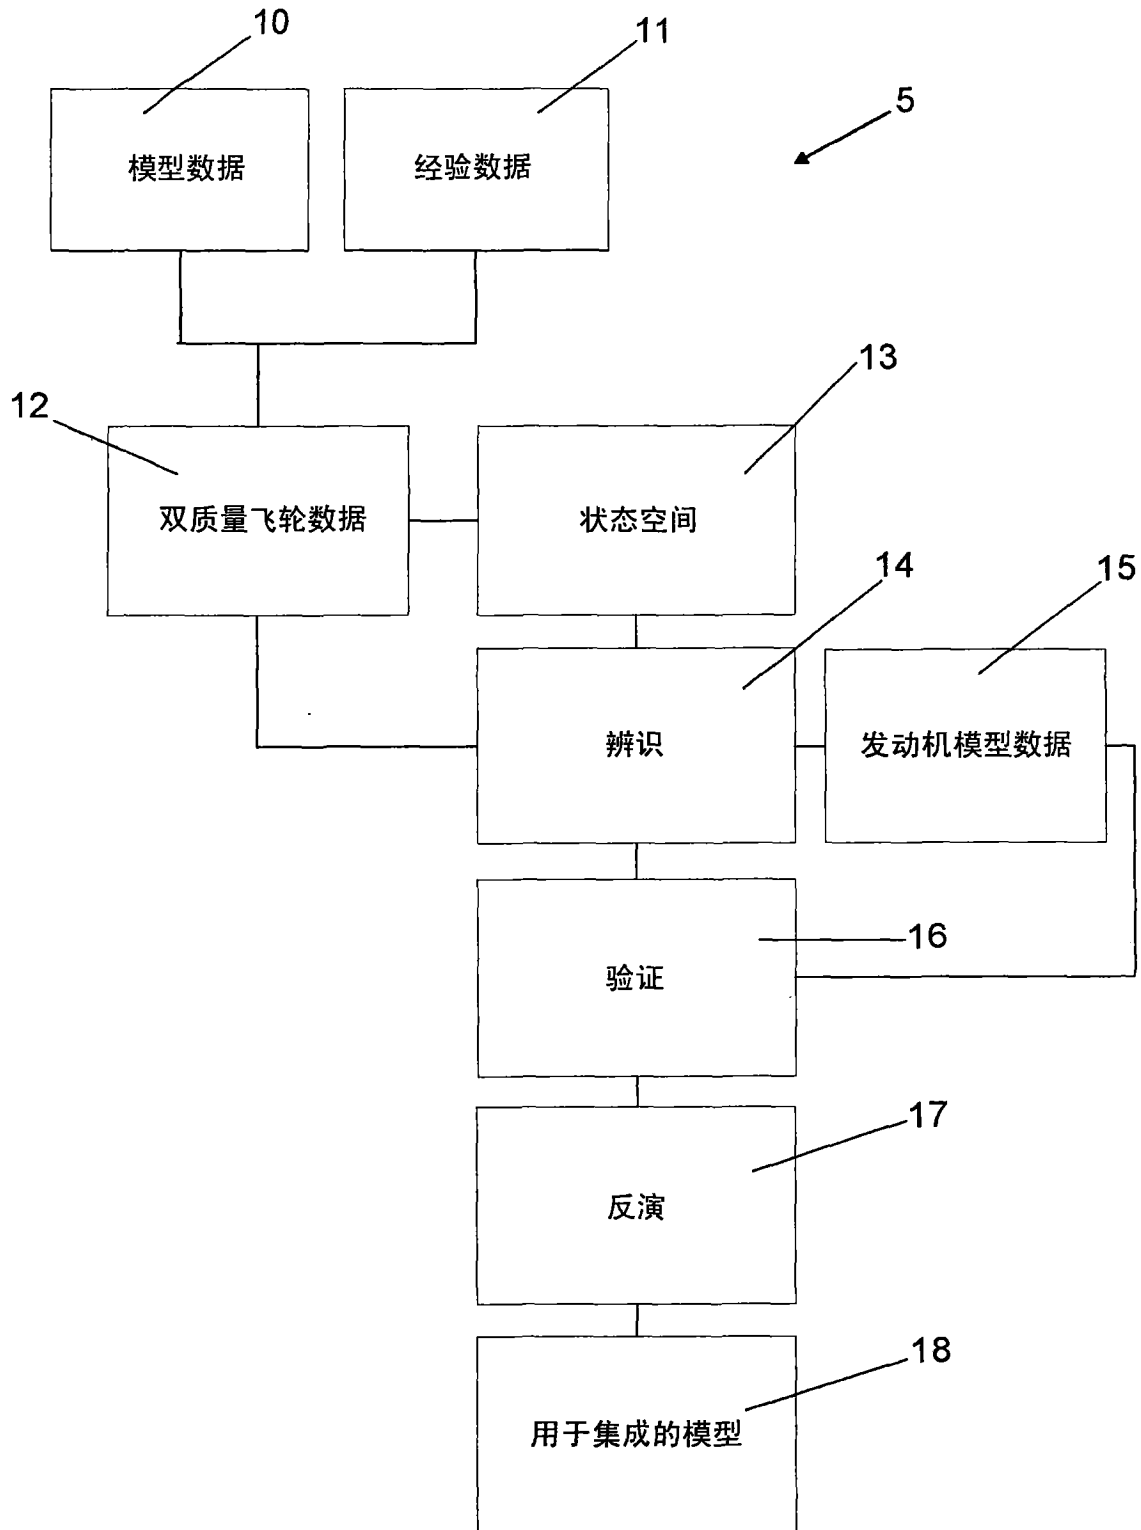 10
11
5
模型数据
经验数据
13
12
双质量飞轮数据
状态空间
14
15
辨识
发动机模型数据
16
验证
17
反演
18
用于集成的模型